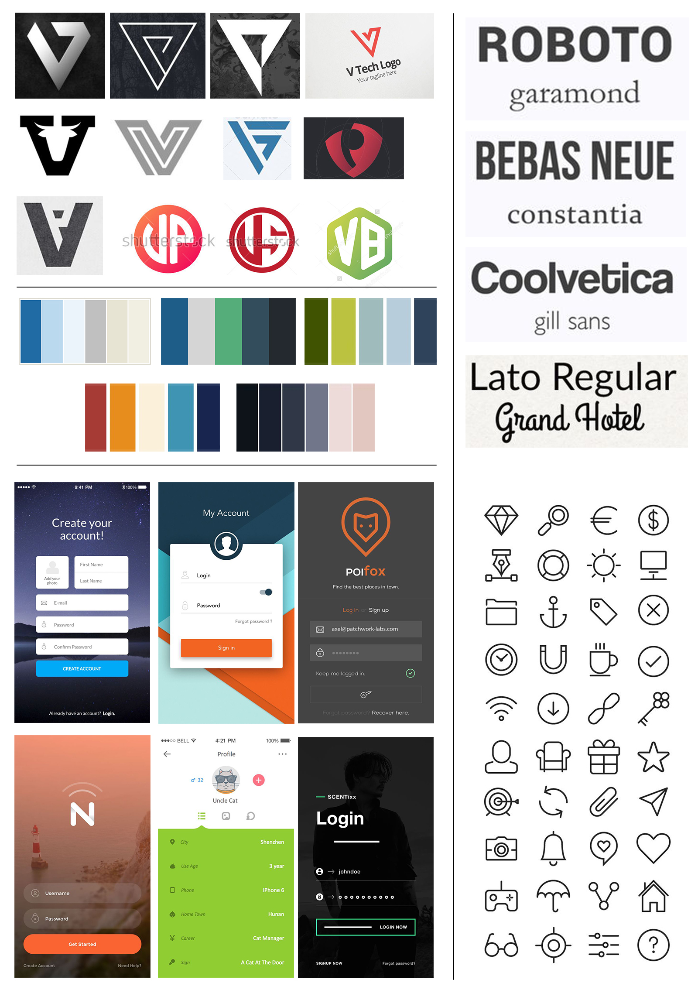 V Tech Logo
Your tagline here
shutterstock
shutterstock
VP
VS
VB
shutt
shu
ROBOTO
garamond
BEBAS NEUE
constantia
Coolvetica
gill sans
Lato Regular
Grand Hotel
9:41 PM
100%
Create your
account!
Add your
photo
First Name
Last Name
E-mail
Password
Confirm Password
CREATE ACCOUNT
Already have an account? Login.
My Account
Login
Password
Forgot password ?
Sign in
POIfox
Find the best places in town.
Log in or Sign up
axel@patchwork-labs.com
Keep me logged in.
Forgot password? Recover here.
N
Username
Password
Get Started
Create Account
Need Help?
BELL
4:21 PM
100%
Profile
♂ 32
Uncle Cat
City
Shenzhen
Use Age
3 year
Phone
iPhone 6
Home Town
Hunan
¥
Career
Cat Manager
Sign
A Cat At The Door
SCENTixx
Login
johndoe
LOGIN NOW
SIGNUP NOW
Forgot password?
€
$
?